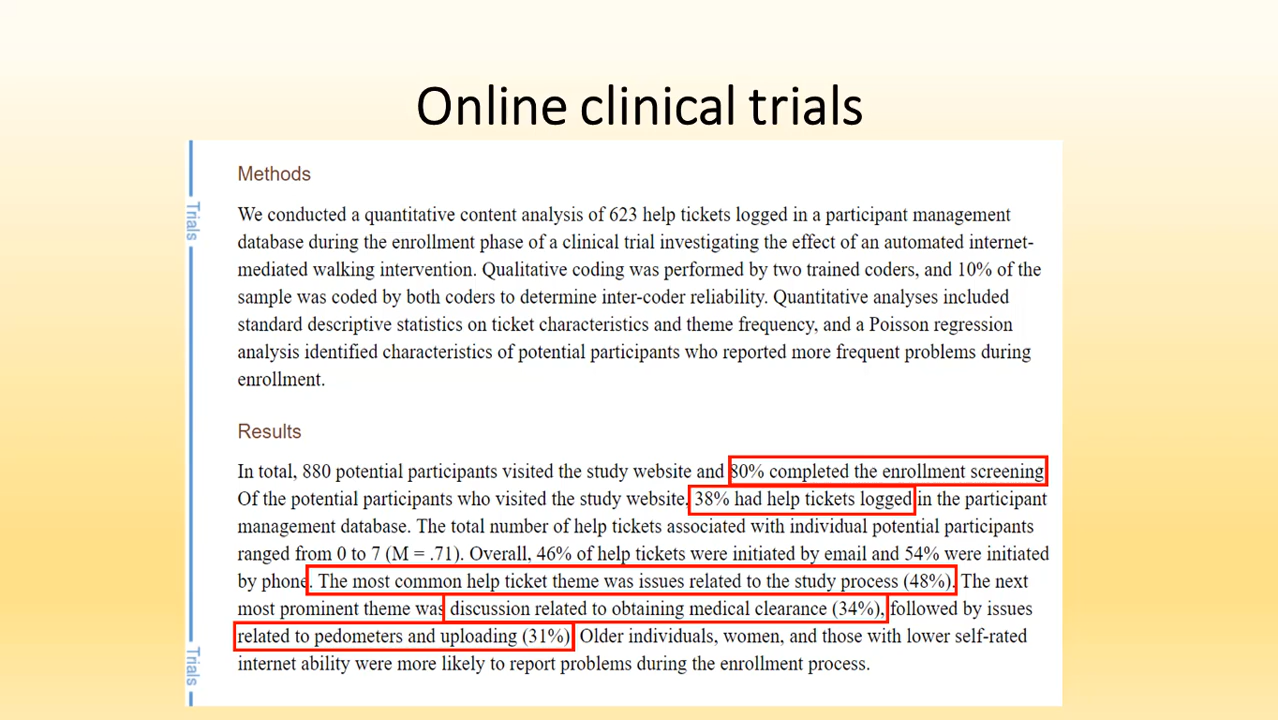 Online clinical trials
Methods
Trials
We conducted a quantitative content analysis of 623 help tickets logged in a participant management
database during the enrollment phase of a clinical trial investigating the effect of an automated internet-
mediated walking intervention. Qualitative coding was performed by two trained coders, and 10% of the
sample was coded by both coders to determine inter-coder reliability. Quantitative analyses included
standard descriptive statistics on ticket characteristics and theme frequency, and a Poisson regression
analysis identified characteristics of potential participants who reported more frequent problems during
enrollment.
Results
In total, 880 potential participants visited the study website and 80% completed the enrollment screening
Of the potential participants who visited the study website, 38% had help tickets logged in the participant
management database. The total number of help tickets associated with individual potential participants
ranged from 0 to 7 (M = .71). Overall, 46% of help tickets were initiated by email and 54% were initiated
by phone. The most common help ticket theme was issues related to the study process (48%). The next
most prominent theme was discussion related to obtaining medical clearance (34%), followed by issues
related to pedometers and uploading (31%) Older individuals, women, and those with lower self-rated
internet ability were more likely to report problems during the enrollment process.
Trials